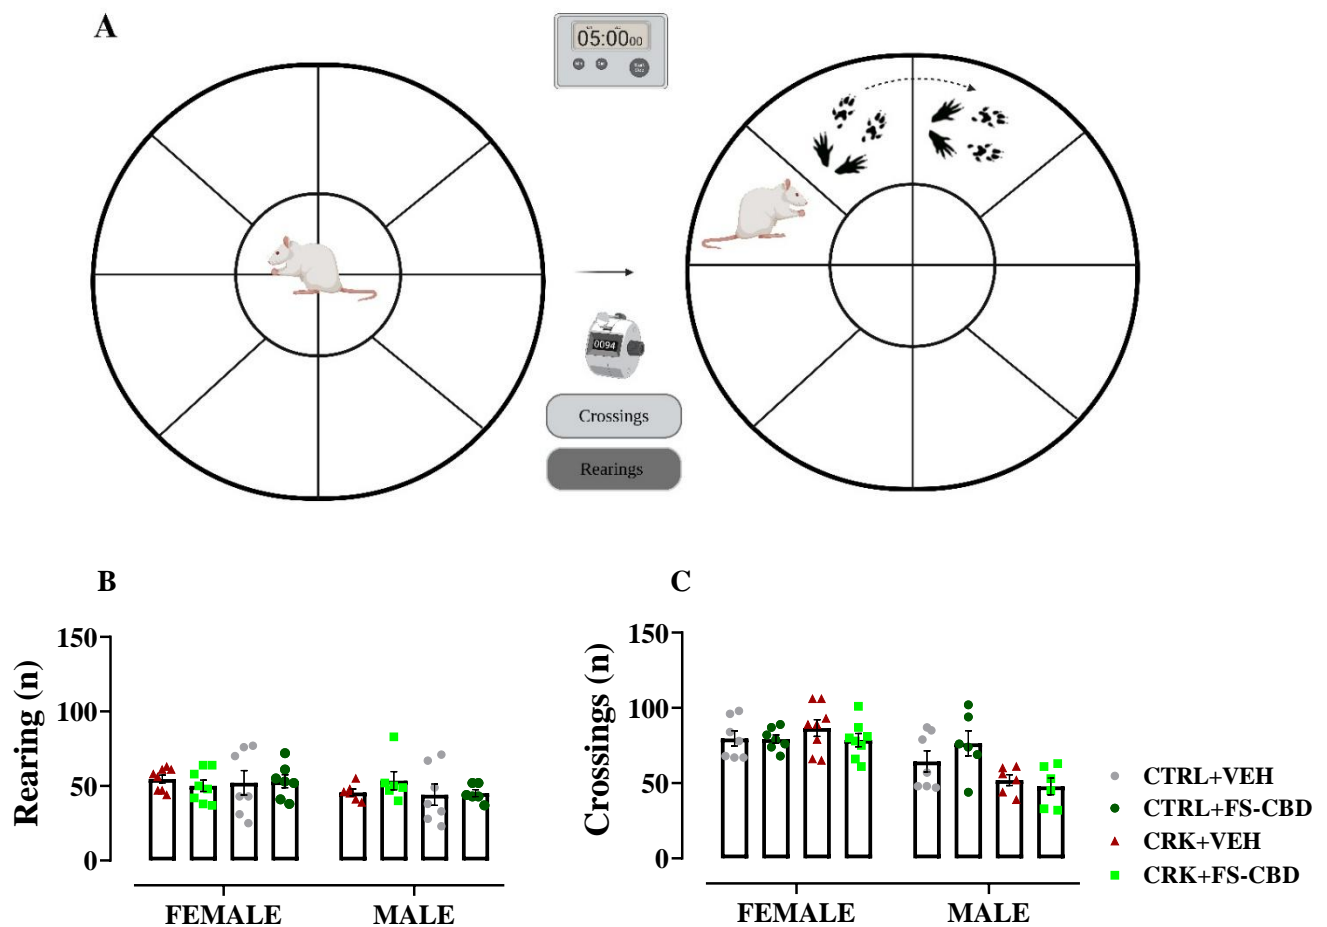 A
05:00 00
0094
Crossings
Rearings
B
Rearing (n)
150
100
50
0
FEMALE
MALE
C
Crossings (n)
150
100
50
0
FEMALE
MALE
CTRL+VEH
CTRL+FS-CBD
CRK+VEH
CRK+FS-CBD